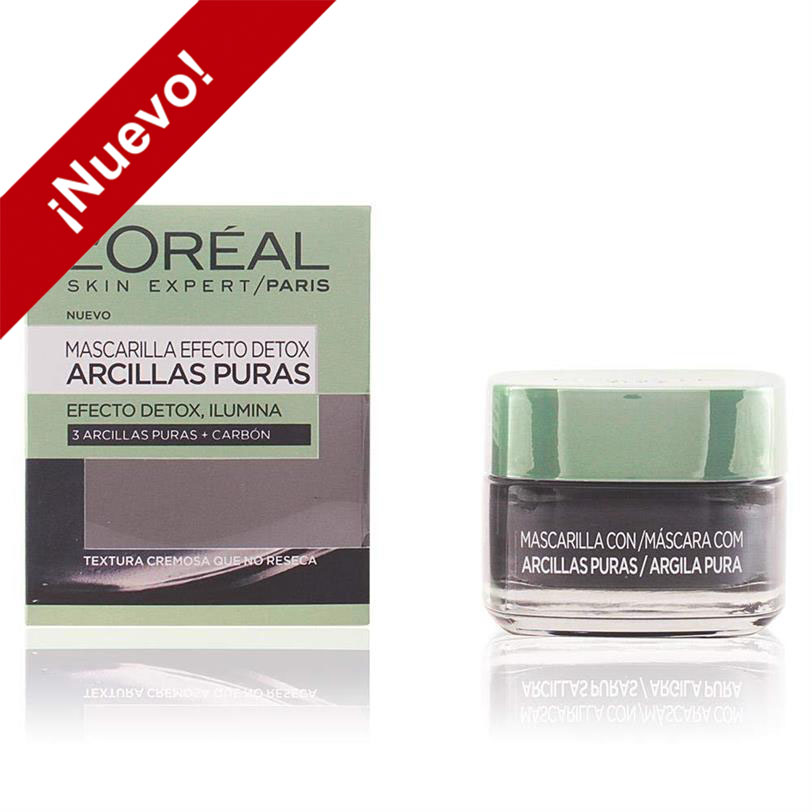 ¡Nuevo!
L'ORÉAL
SKIN EXPERT/PARIS
NUEVO
MASCARILLA EFECTO DETOX
ARCILLAS PURAS
EFECTO DETOX, ILUMINA
3 ARCILLAS PURAS + CARBÓN
TEXTURA CREMOSA QUE NO RESECA
MASCARILLA CON/MÁSCARA COM
ARCILLAS PURAS/ARGILA PURA